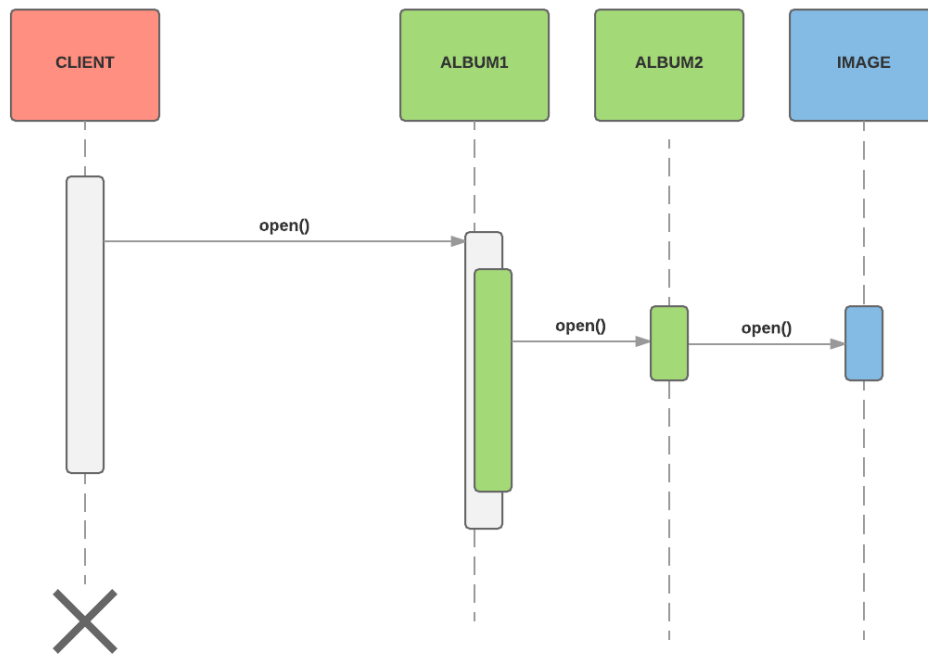 CLIENT
ALBUM1
ALBUM2
IMAGE
open()
open()
open()